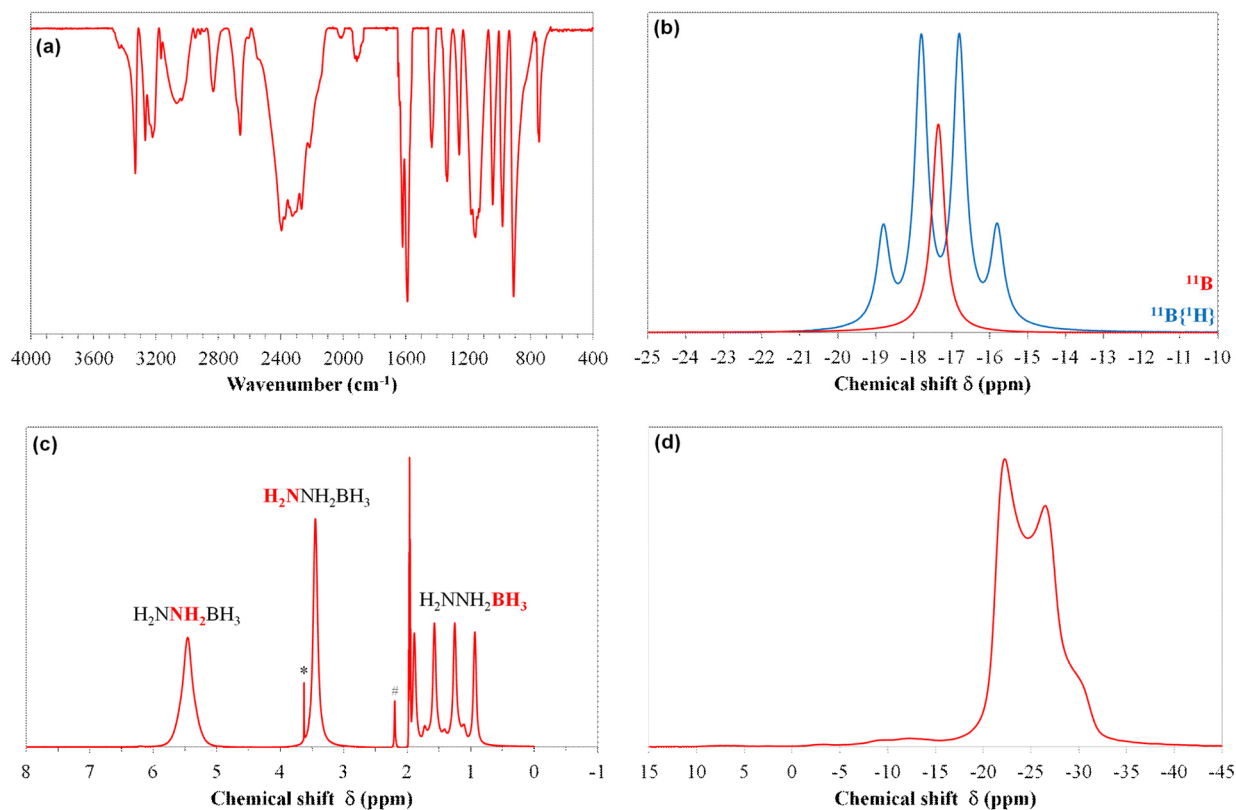 (a)
4000 3600 3200 2800 2400 2000 1600 1200 800 400
Wavenumber (cm⁻¹)
(b)
¹¹B
¹¹B{¹H}
-25 -24 -23 -22 -21 -20 -19 -18 -17 -16 -15 -14 -13 -12 -11 -10
Chemical shift δ (ppm)
(c)
H₂NNH₂BH₃
H₂NNH₂BH₃
H₂NNH₂BH₃
*
#
8 7 6 5 4 3 2 1 0 -1
Chemical shift δ (ppm)
(d)
15 10 5 0 -5 -10 -15 -20 -25 -30 -35 -40 -45
Chemical shift δ (ppm)